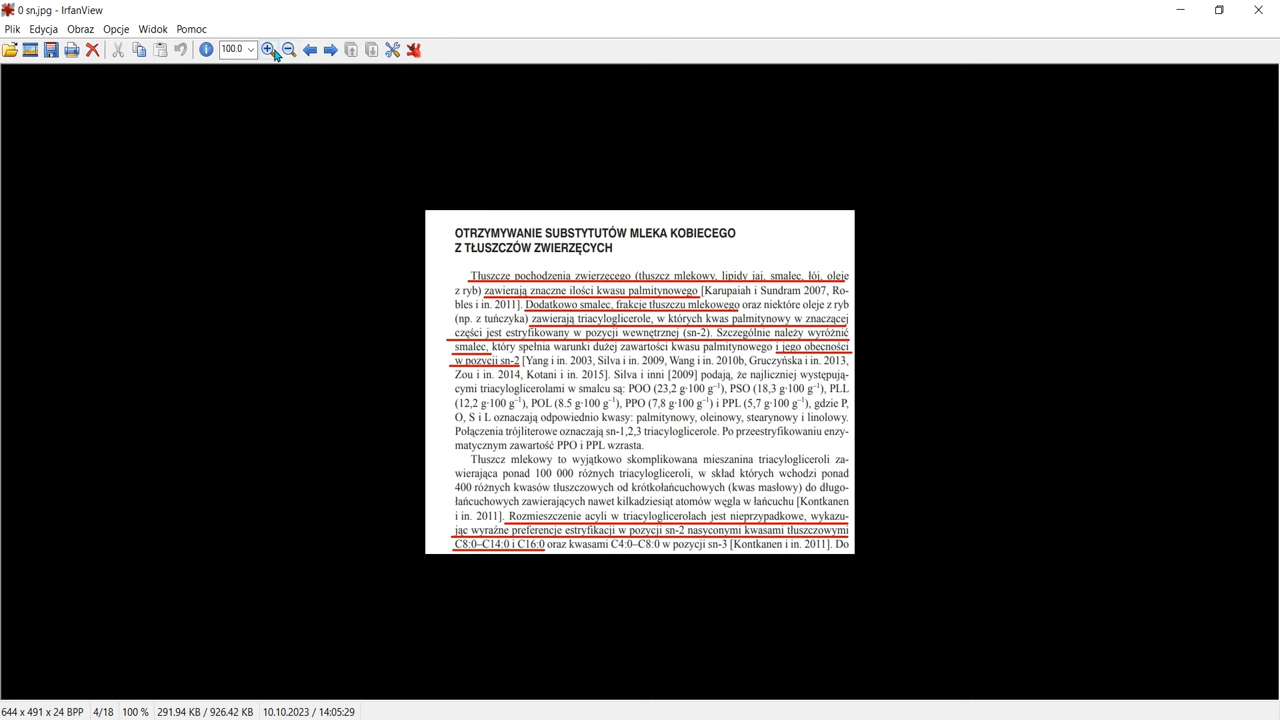 0 sn.jpg - IrfanView
Plik Edycja Obraz Opcje Widok Pomoc
100.0
OTRZYMYWANIE SUBSTYTUTÓW MLEKA KOBIECEGO
Z TŁUSZCZÓW ZWIERZĘCYCH
Tłuszcze pochodzenia zwierzęcego (tłuszcz mlekowy, lipidy jaj, smalec, łój, oleje
z ryb) zawierają znaczne ilości kwasu palmitynowego [Karupaiah i Sundram 2007, Ro-
bles i in. 2011]. Dodatkowo smalec, frakcje tłuszczu mlekowego oraz niektóre oleje z ryb
(np. z tuńczyka) zawierają triacyloglicerole, w których kwas palmitynowy w znaczącej
części jest estryfikowany w pozycji wewnętrznej (sn-2). Szczególnie należy wyróżnić
smalec, który spełnia warunki dużej zawartości kwasu palmitynowego i jego obecności
w pozycji sn-2 [Yang i in. 2003, Silva i in. 2009, Wang i in. 2010b, Gruczyńska i in. 2013,
Zou i in. 2014, Kotani i in. 2015]. Silva i inni [2009] podają, że najliczniej występują-
cymi triacyloglicerolami w smalcu są: POO (23,2 g·100 g⁻¹), PSO (18,3 g·100 g⁻¹), PLL
(12,2 g·100 g⁻¹), POL (8.5 g·100 g⁻¹), PPO (7,8 g·100 g⁻¹) i PPL (5,7 g·100 g⁻¹), gdzie P,
O, S i L oznaczają odpowiednio kwasy: palmitynowy, oleinowy, stearynowy i linolowy.
Połączenia trójliterowe oznaczają sn-1,2,3 triacyloglicerole. Po przeestryfikowaniu enzy-
matycznym zawartość PPO i PPL wzrasta.
Tłuszcz mlekowy to wyjątkowo skomplikowana mieszanina triacylogliceroli za-
wierająca ponad 100 000 różnych triacylogliceroli, w skład których wchodzi ponad
400 różnych kwasów tłuszczowych od krótkołańcuchowych (kwas masłowy) do długo-
łańcuchowych zawierających nawet kilkadziesiąt atomów węgla w łańcuchu [Kontkanen
i in. 2011]. Rozmieszczenie acyli w triacyloglicerolach jest nieprzypadkowe, wykazu-
jąc wyraźne preferencje estryfikacji w pozycji sn-2 nasyconymi kwasami tłuszczowymi
C8:0–C14:0 i C16:0 oraz kwasami C4:0–C8:0 w pozycji sn-3 [Kontkanen i in. 2011]. Do
644 x 491 x 24 BPP 4/18 100 % 291.94 KB / 926.42 KB 10.10.2023 / 14:05:29